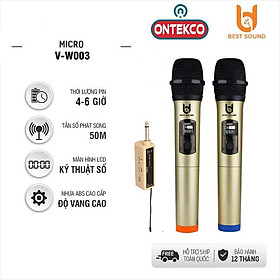 ONTEKCO
BEST SOUND
MICRO
V-W003
THỜI LƯỢNG PIN
4-6 GIỜ
TẦN SỐ PHÁT SÓNG
50M
MÀN HÌNH LCD
KỸ THUẬT SỐ
NHỰA ABS CAO CẤP
ĐỘ VANG CAO
FREE
HỖ TRỢ SHIP
TOÀN QUỐC
BẢO HÀNH
12 THÁNG